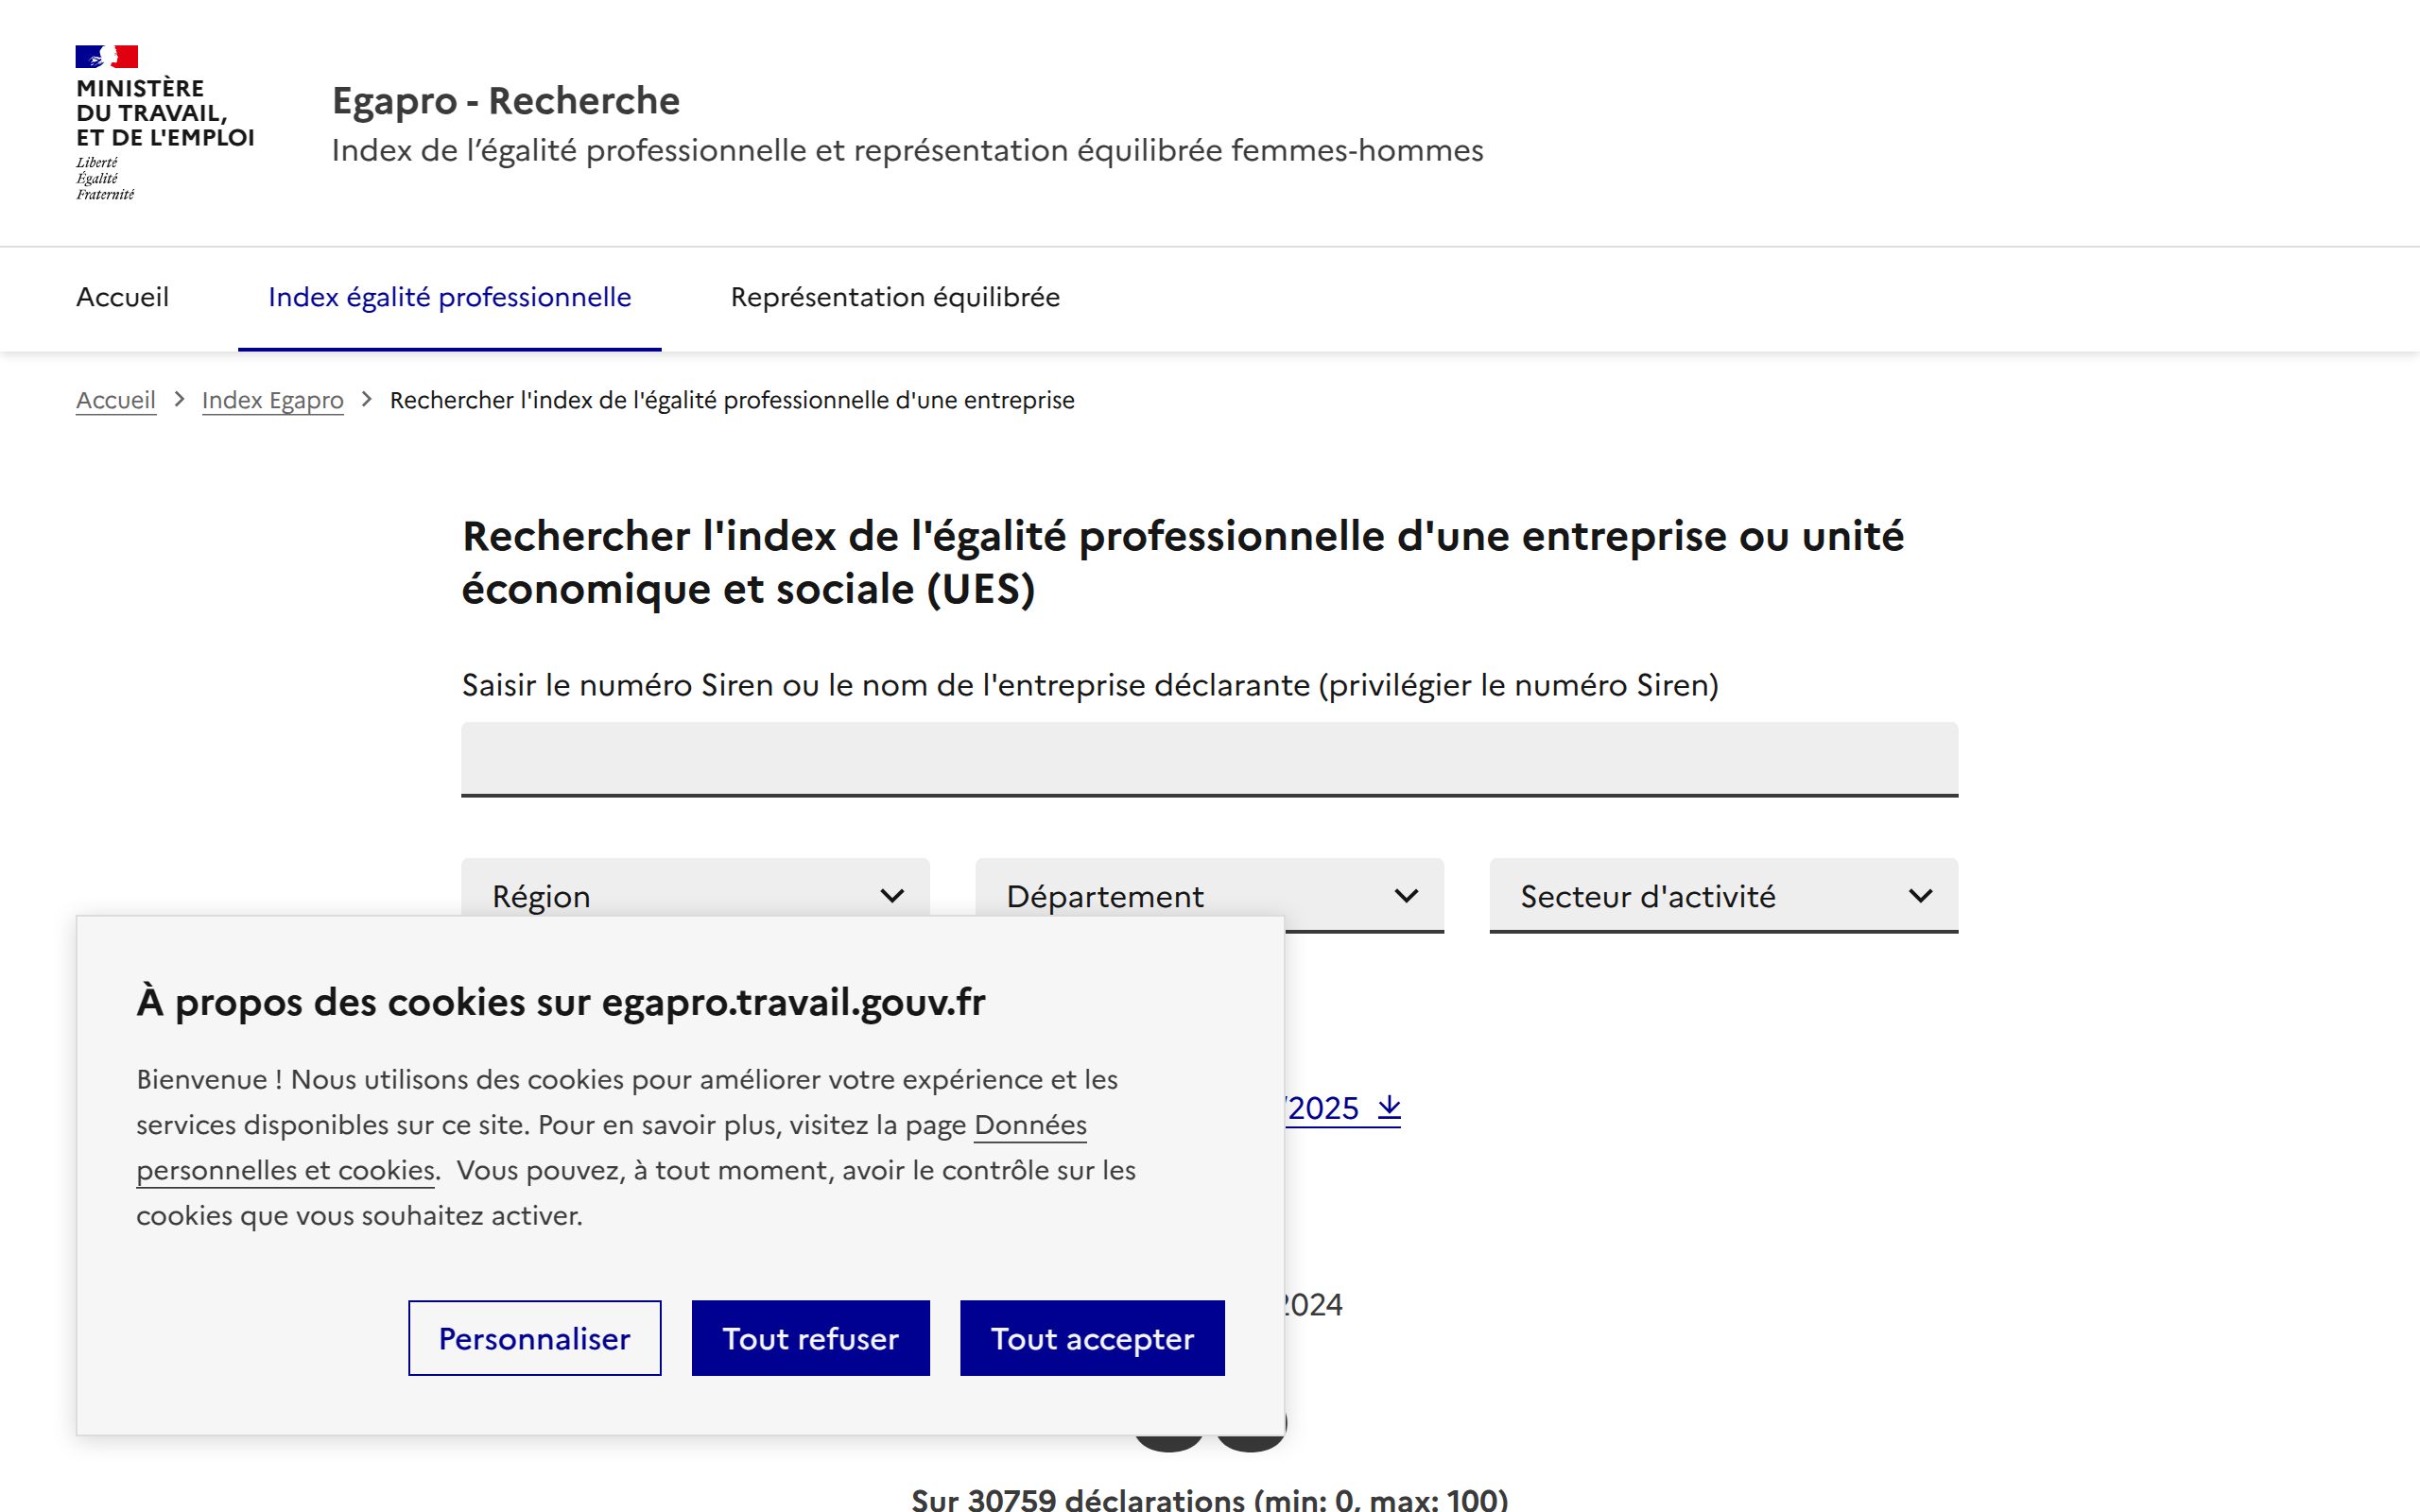 MINISTÈRE
DU TRAVAIL,
ET DE L'EMPLOI
Liberté
Égalité
Fraternité
Egapro - Recherche
Index de l’égalité professionnelle et représentation équilibrée femmes-hommes
Accueil
Index égalité professionnelle
Représentation équilibrée
Accueil
Index Egapro
Rechercher l'index de l'égalité professionnelle d'une entreprise
Rechercher l'index de l'égalité professionnelle d'une entreprise ou unité
économique et sociale (UES)
Saisir le numéro Siren ou le nom de l'entreprise déclarante (privilégier le numéro Siren)
Région
Département
Secteur d'activité
À propos des cookies sur egapro.travail.gouv.fr
Bienvenue ! Nous utilisons des cookies pour améliorer votre expérience et les
services disponibles sur ce site. Pour en savoir plus, visitez la page Données
personnelles et cookies.  Vous pouvez, à tout moment, avoir le contrôle sur les
cookies que vous souhaitez activer.
Personnaliser
Tout refuser
Tout accepter
/2025
2024
Sur 30759 déclarations (min: 0, max: 100)